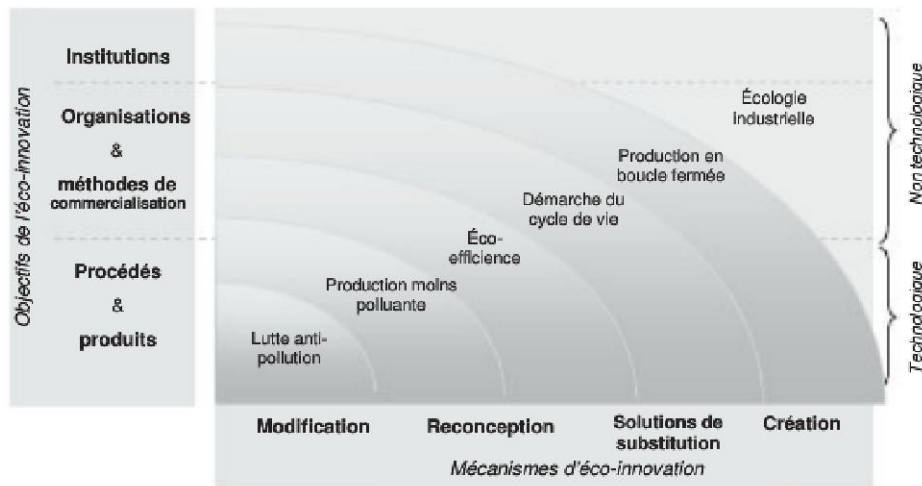 Objectifs de l'éco-innovation
Institutions
Organisations
&
méthodes de
commercialisation
Procédés
&
produits
Lutte anti-
pollution
Production moins
polluante
Éco-
efficience
Démarche du
cycle de vie
Production en
boucle fermée
Écologie
industrielle
Non technologique
Technologique
Modification
Reconception
Solutions de
substitution
Création
Mécanismes d'éco-innovation